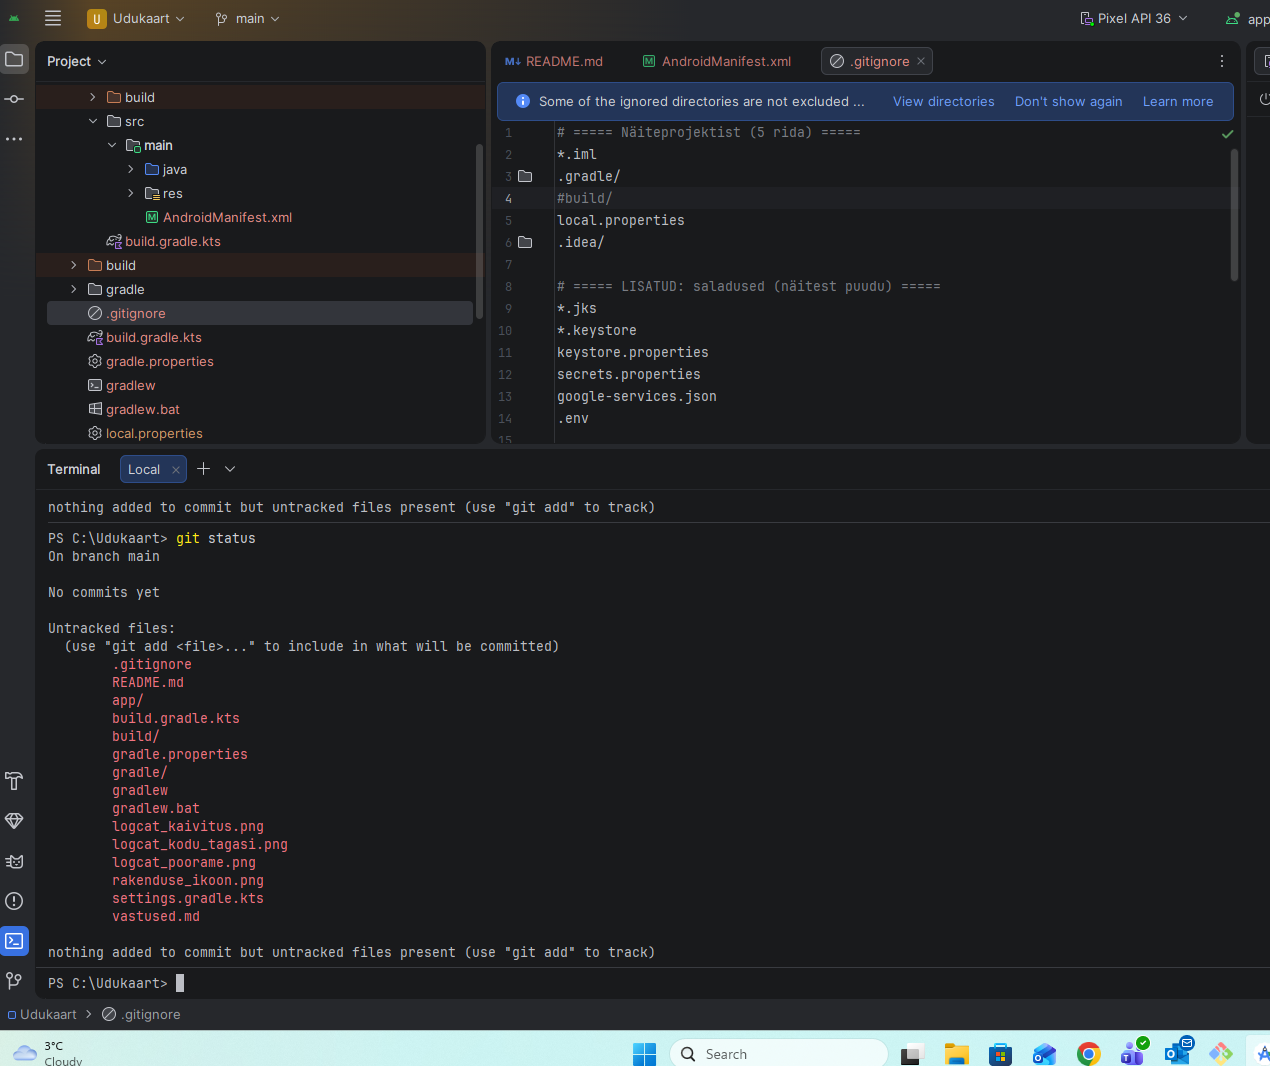 U Udukaart
main
Pixel API 36
app
Project
build
src
main
java
res
AndroidManifest.xml
build.gradle.kts
build
gradle
.gitignore
build.gradle.kts
gradle.properties
gradlew
gradlew.bat
local.properties
README.md
AndroidManifest.xml
.gitignore
Some of the ignored directories are not excluded ... View directories Don't show again Learn more
1 # ===== Näiteprojektist (5 rida) =====
2 *.iml
3 .gradle/
4 #build/
5 local.properties
6 .idea/
7
8 # ===== LISATUD: saladused (näitest puudu) =====
9 *.jks
10 *.keystore
11 keystore.properties
12 secrets.properties
13 google-services.json
14 .env
15
Terminal Local
nothing added to commit but untracked files present (use "git add" to track)
PS C:\Udukaart> git status
On branch main
No commits yet
Untracked files:
(use "git add <file>..." to include in what will be committed)
.gitignore
README.md
app/
build.gradle.kts
build/
gradle.properties
gradle/
gradlew
gradlew.bat
logcat_kaivitus.png
logcat_kodu_tagasi.png
logcat_poorame.png
rakenduse_ikoon.png
settings.gradle.kts
vastused.md
nothing added to commit but untracked files present (use "git add" to track)
PS C:\Udukaart>
Udukaart > .gitignore
3°C
Cloudy
Search